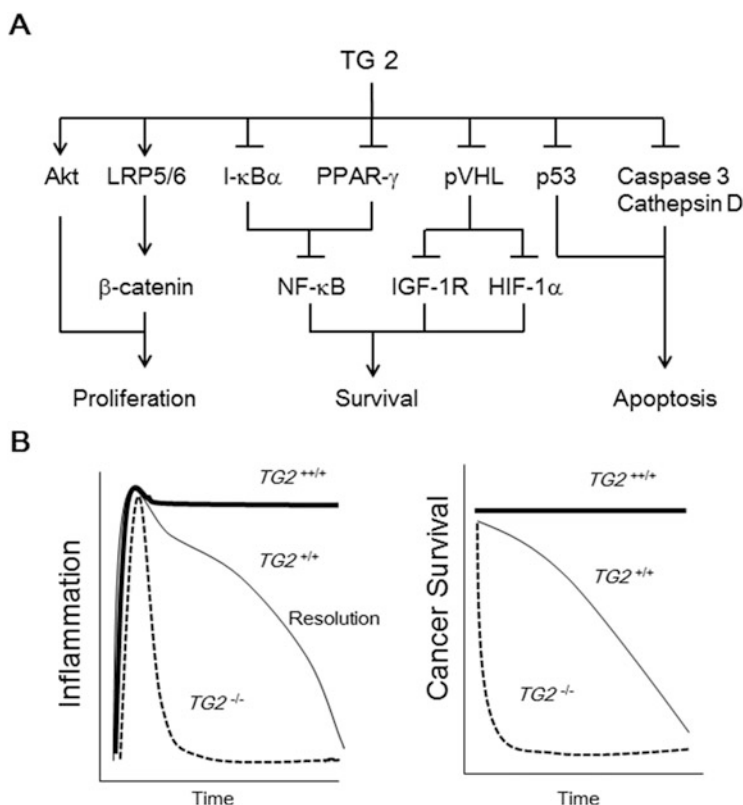 A
TG 2
Akt LRP5/6 I-κBα PPAR-γ pVHL p53 Caspase 3
Cathepsin D
β-catenin NF-κB IGF-1R HIF-1α
Proliferation Survival Apoptosis
B
Inflammation
TG2 ++/+
TG2 +/+
Resolution
TG2 -/-
Time
Cancer Survival
TG2 ++/+
TG2 +/+
TG2 -/-
Time